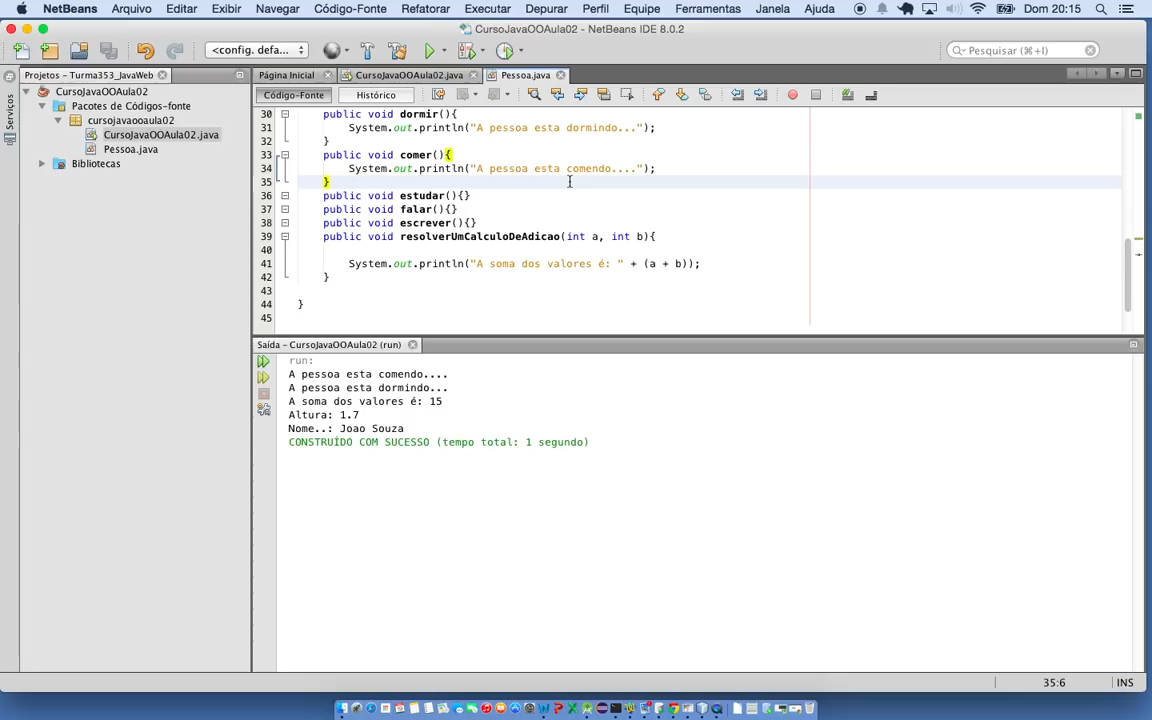 NetBeans Arquivo Editar Exibir Navegar Código-Fonte Refatorar Executar Depurar Perfil Equipe Ferramentas Janela Ajuda Dom 20:15
CursoJavaOOAula02 - NetBeans IDE 8.0.2
<config. defa... Pesquisar (⌘+I)
Projetos - Turma353_JavaWeb Página Inicial CursoJavaOOAula02.java Pessoa.java
Serviços
CursoJavaOOAula02 Código-Fonte Histórico
Pacotes de Códigos-fonte
cursojavaooaula02
CursoJavaOOAula02.java
Pessoa.java
Bibliotecas
30 public void dormir(){
31 System.out.println("A pessoa esta dormindo...");
32 }
33 public void comer(){
34 System.out.println("A pessoa esta comendo....");
35 }
36 public void estudar(){}
37 public void falar(){}
38 public void escrever(){}
39 public void resolverUmCalculoDeAdicao(int a, int b){
40
41 System.out.println("A soma dos valores é: " + (a + b));
42 }
43
44 }
45
Saída - CursoJavaOOAula02 (run)
run:
A pessoa esta comendo....
A pessoa esta dormindo...
A soma dos valores é: 15
Altura: 1.7
Nome..: Joao Souza
CONSTRUÍDO COM SUCESSO (tempo total: 1 segundo)
35:6 INS